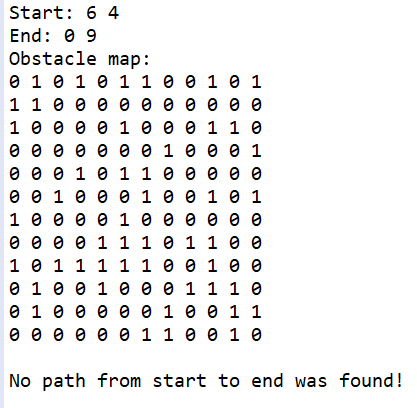 Start: 6 4
End: 0 9
Obstacle map:
0 1 0 1 0 1 1 0 0 1 0 1
1 1 0 0 0 0 0 0 0 0 0 0
1 0 0 0 0 1 0 0 0 1 1 0
0 0 0 0 0 0 0 1 0 0 0 1
0 0 0 1 0 1 1 0 0 0 0 0
0 0 1 0 0 0 1 0 0 1 0 1
1 0 0 0 0 1 0 0 0 0 0 0
0 0 0 0 1 1 1 0 1 1 0 0
1 0 1 1 1 1 1 0 0 1 0 0
0 1 0 0 1 0 0 0 1 1 1 0
0 1 0 0 0 0 0 1 0 0 1 1
0 0 0 0 0 0 1 1 0 0 1 0
No path from start to end was found!